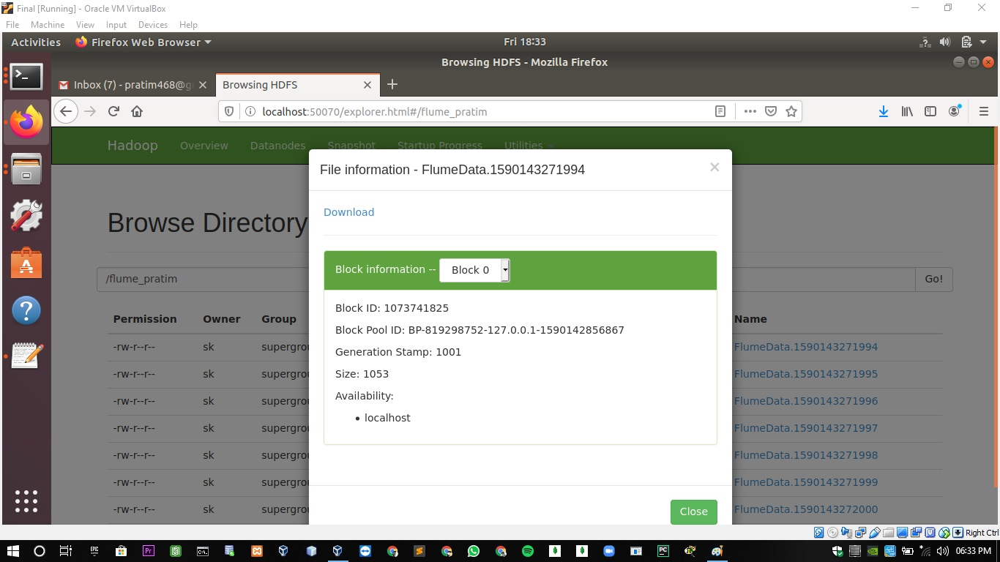 Final [Running] - Oracle VM VirtualBox
File Machine View Input Devices Help
Activities Firefox Web Browser Fri 18:33
Browsing HDFS - Mozilla Firefox
Inbox (7) - pratim468@g Browsing HDFS
localhost:50070/explorer.html#/flume_pratim
Hadoop Overview Datanodes Snapshot Startup Progress Utilities
File information - FlumeData.1590143271994 ×
Download
Browse Directory
Block information -- Block 0
/flume_pratim Go!
Block ID: 1073741825
Permission Owner Group Name
Block Pool ID: BP-819298752-127.0.0.1-1590142856867
-rw-r--r-- sk supergrou FlumeData.1590143271994
Generation Stamp: 1001
-rw-r--r-- sk supergrou FlumeData.1590143271995
Size: 1053
Availability:
-rw-r--r-- sk supergrou FlumeData.1590143271996
• localhost
-rw-r--r-- sk supergrou FlumeData.1590143271997
-rw-r--r-- sk supergrou FlumeData.1590143271998
-rw-r--r-- sk supergrou FlumeData.1590143271999
-rw-r--r-- sk supergrou FlumeData.1590143272000
Close
Right Ctrl
EPIC Pr PC
06:33 PM